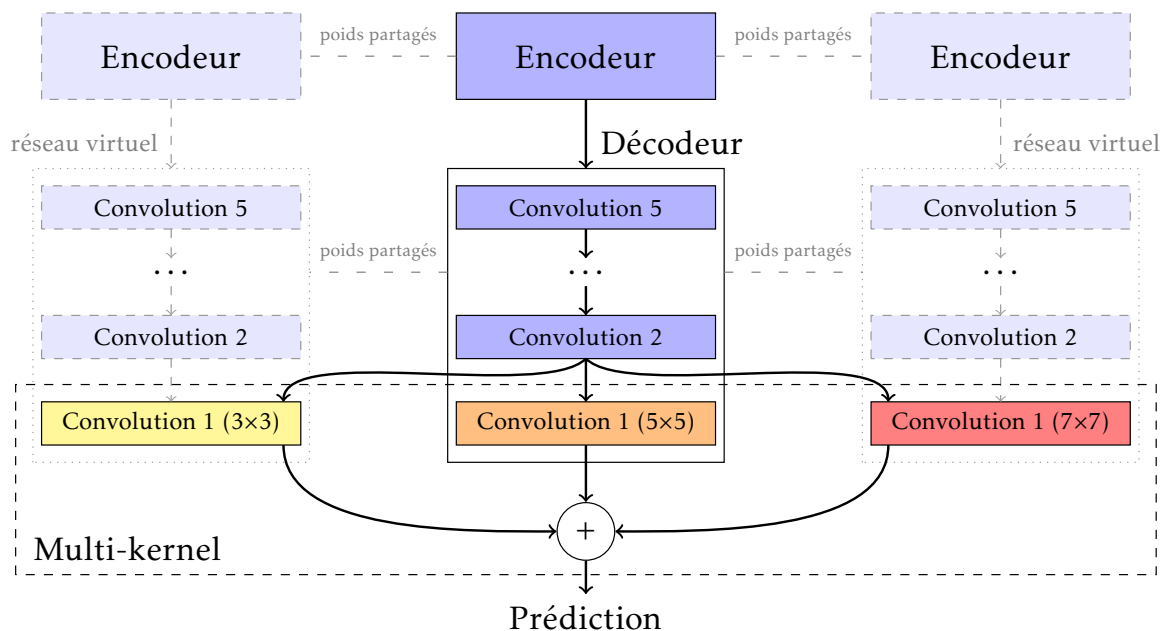 Encodeur
poids partagés
Encodeur
poids partagés
Encodeur
réseau virtuel
Décodeur
réseau virtuel
Convolution 5
Convolution 5
Convolution 5
...
poids partagés
...
poids partagés
...
Convolution 2
Convolution 2
Convolution 2
Convolution 1 (3×3)
Convolution 1 (5×5)
Convolution 1 (7×7)
+
Multi-kernel
Prédiction